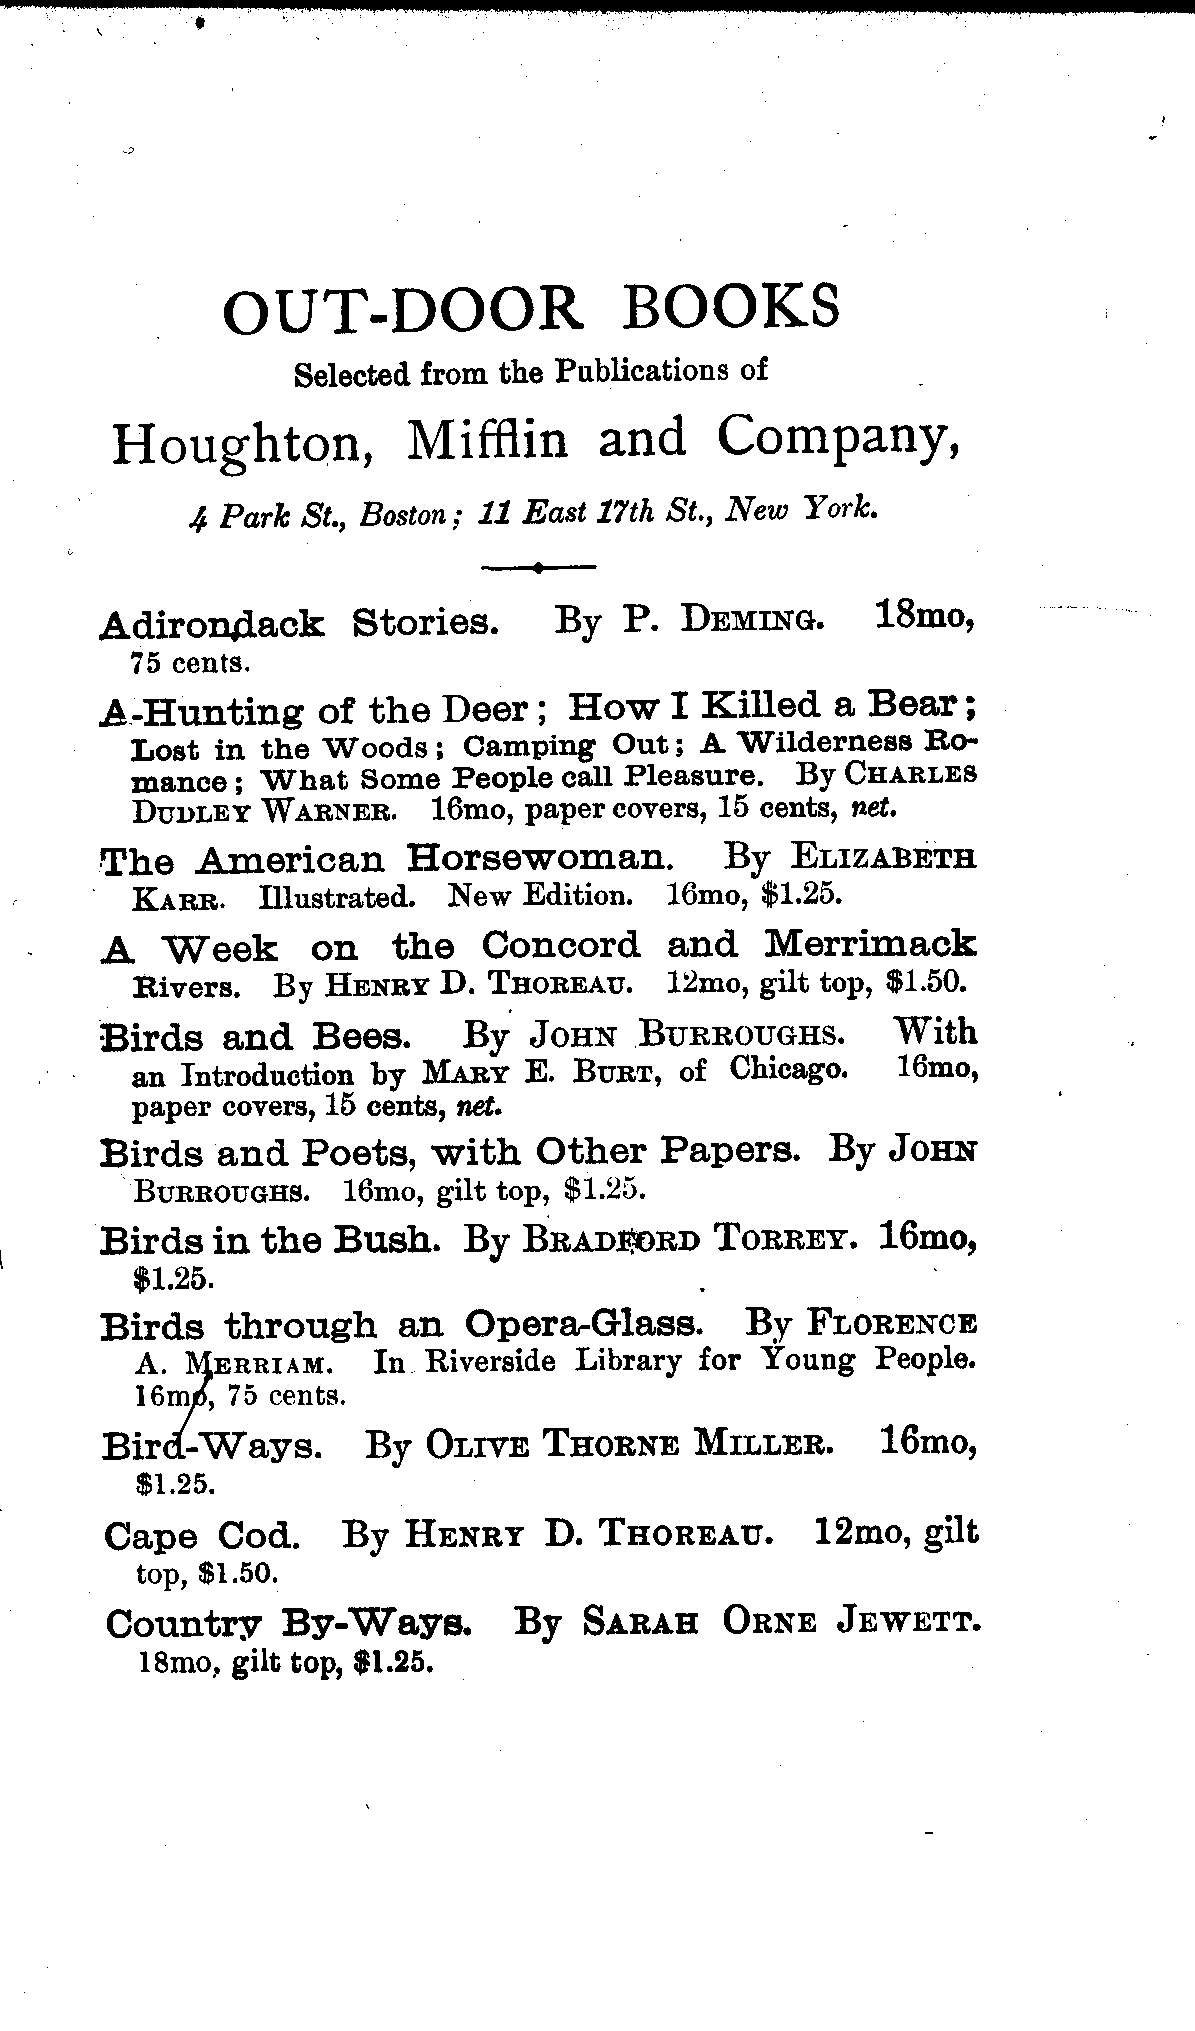 OUT-DOOR BOOKS
Selected from the Publications of
Houghton, Mifflin and Company,
4 Park St., Boston; 11 East 17th St., New York.
Adirondack Stories. By P. DEMING. 18mo,
75 cents.
A-Hunting of the Deer; How I Killed a Bear;
Lost in the Woods; Camping Out; A Wilderness Ro-
mance; What Some People call Pleasure. By CHARLES
DUDLEY WARNER. 16mo, paper covers, 15 cents, net.
The American Horsewoman. By ELIZABETH
KARR. Illustrated. New Edition. 16mo, $1.25.
A Week on the Concord and Merrimack
Rivers. By HENRY D. THOREAU. 12mo, gilt top, $1.50.
Birds and Bees. By JOHN BURROUGHS. With
an Introduction by MARY E. BURT, of Chicago. 16mo,
paper covers, 15 cents, net.
Birds and Poets, with Other Papers. By JOHN
BURROUGHS. 16mo, gilt top, $1.25.
Birds in the Bush. By BRADFORD TORREY. 16mo,
$1.25.
Birds through an Opera-Glass. By FLORENCE
A. MERRIAM. In Riverside Library for Young People.
16mo, 75 cents.
Bird-Ways. By OLIVE THORNE MILLER. 16mo,
$1.25.
Cape Cod. By HENRY D. THOREAU. 12mo, gilt
top, $1.50.
Country By-Ways. By SARAH ORNE JEWETT.
18mo, gilt top, $1.25.